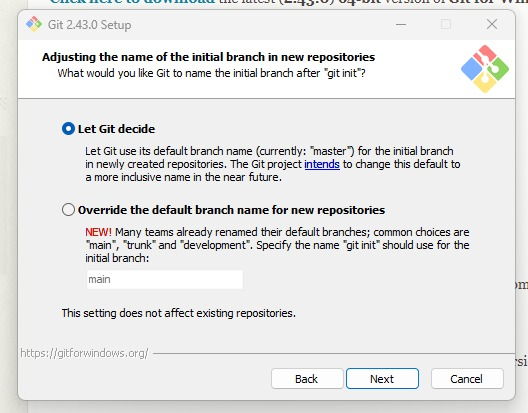 Click here to download the latest (2.43.0) 64-bit version of Git for Win
Git 2.43.0 Setup
Adjusting the name of the initial branch in new repositories
What would you like Git to name the initial branch after "git init"?
Let Git decide
Let Git use its default branch name (currently: "master") for the initial branch
in newly created repositories. The Git project intends to change this default to
a more inclusive name in the near future.
Override the default branch name for new repositories
NEW! Many teams already renamed their default branches; common choices are
"main", "trunk" and "development". Specify the name "git init" should use for the
initial branch:
main
This setting does not affect existing repositories.
https://gitforwindows.org/
Back
Next
Cancel